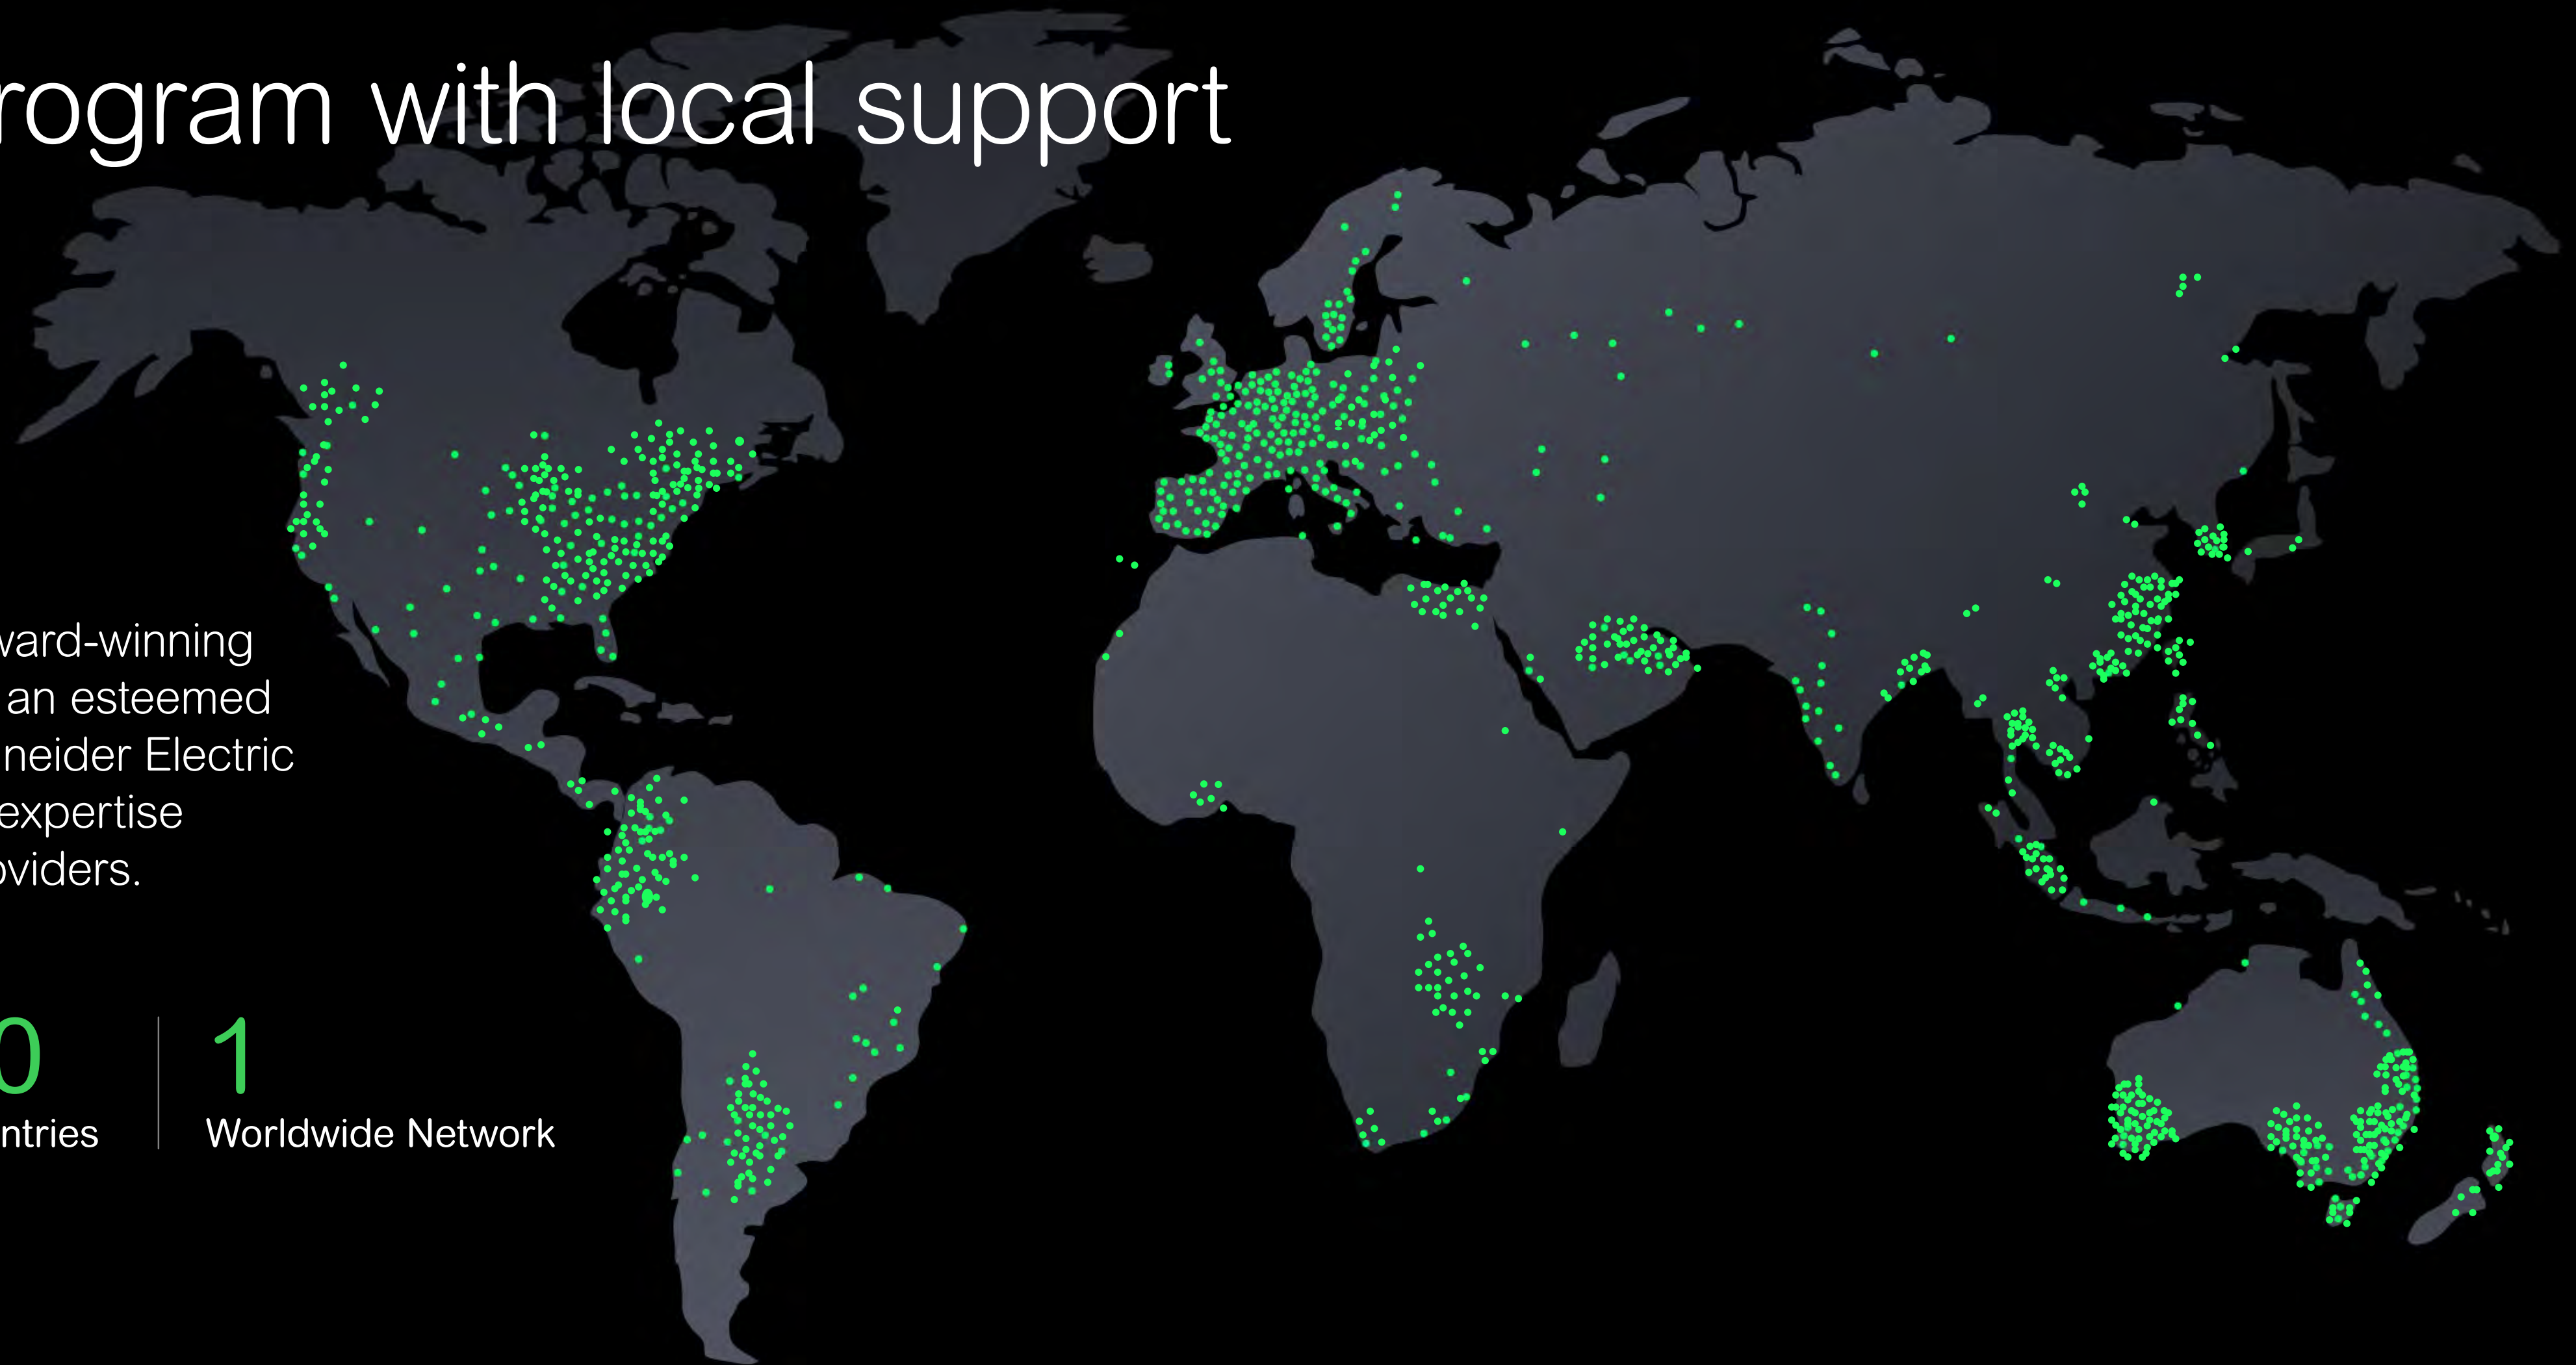 rogram with local support
ward-winning
an esteemed
neider Electric
expertise
oviders.
0
ntries
1
Worldwide Network